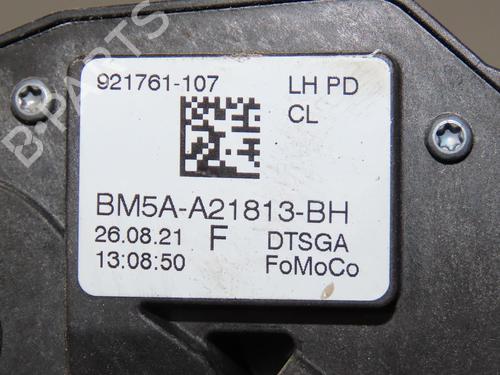 921761-107 LH PD
CL
BM5A-A21813-BH
26.08.21 F DTSGA
13:08:50 FoMoCo
B-PARTS